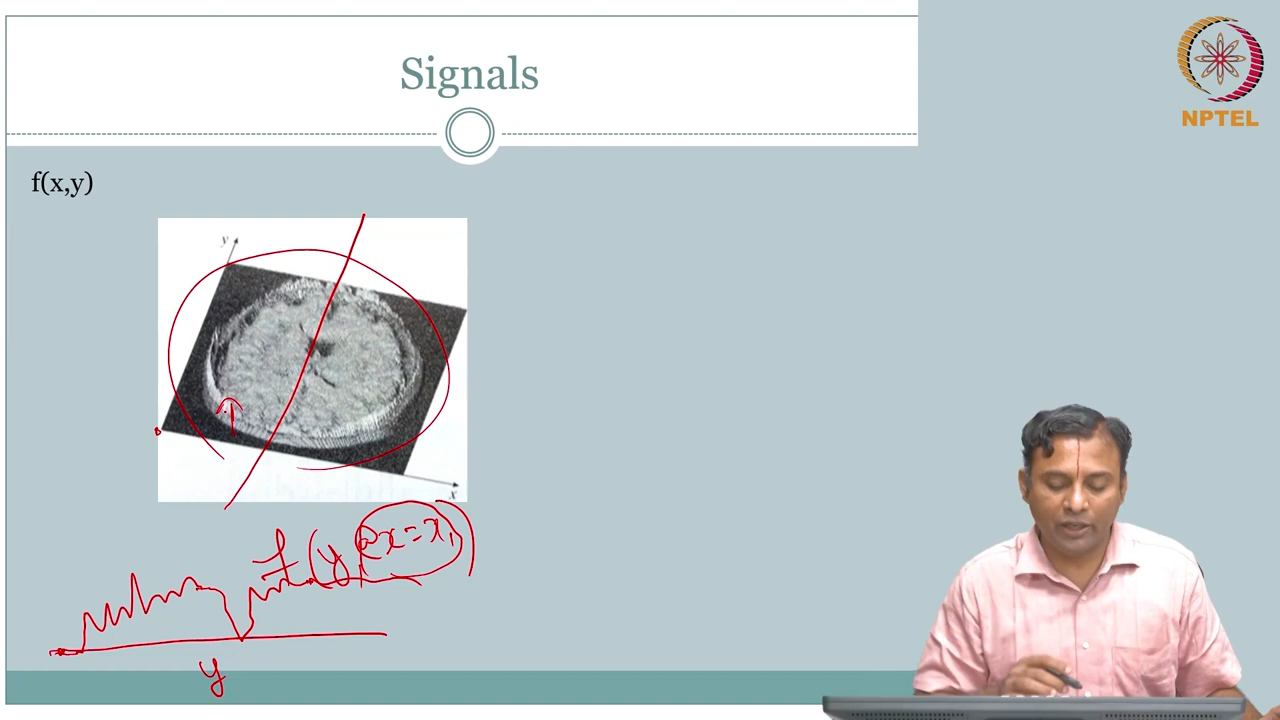 Signals
NPTEL
f(x,y)
y
x
f(y,@x=x₁)
y